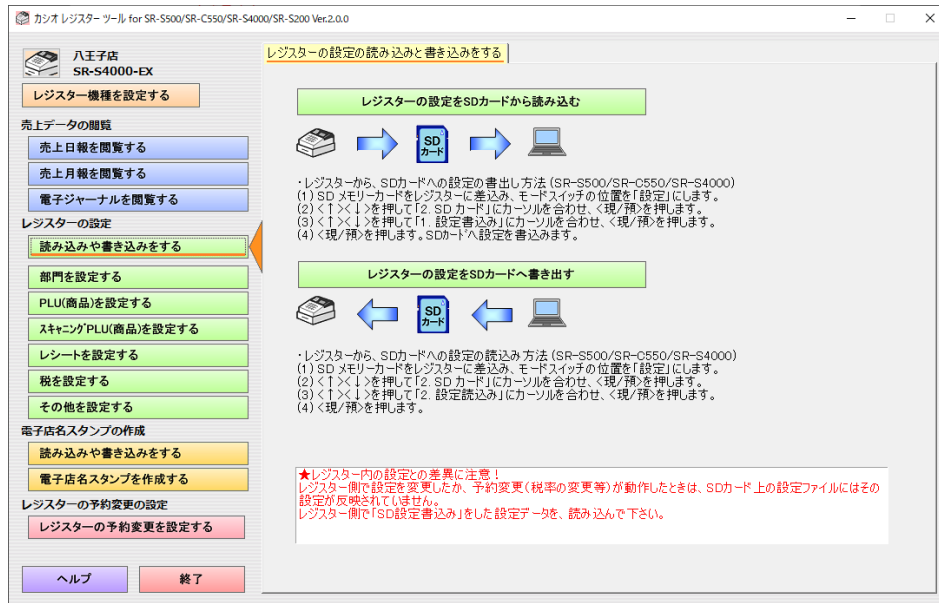 カシオ レジスター ツール for SR-S500/SR-C550/SR-S4000/SR-S200 Ver.2.0.0
八王子店
SR-S4000-EX
レジスター機種を設定する
売上データの閲覧
売上日報を閲覧する
売上月報を閲覧する
電子ジャーナルを閲覧する
レジスターの設定
読み込みや書き込みをする
部門を設定する
PLU(商品)を設定する
スキャニングPLU(商品)を設定する
レシートを設定する
税を設定する
その他を設定する
電子店名スタンプの作成
読み込みや書き込みをする
電子店名スタンプを作成する
レジスターの予約変更の設定
レジスターの予約変更を設定する
ヘルプ
終了
レジスターの設定の読み込みと書き込みをする
レジスターの設定をSDカードから読み込む
SD
カード
・レジスターから、SDカードへの設定の書出し方法(SR-S500/SR-C550/SR-S4000)
(1) SD メモリーカードをレジスターに差込み、モードスイッチの位置を「設定」にします。
(2) <↑><↓>を押して「2. SD カード」にカーソルを合わせ、<現/預>を押します。
(3) <↑><↓>を押して「1. 設定書込み」にカーソルを合わせ、<現/預>を押します。
(4) <現/預>を押します。SDカードへ設定を書込みます。
レジスターの設定をSDカードへ書き出す
SD
カード
・レジスターから、SDカードへの設定の読込み方法(SR-S500/SR-C550/SR-S4000)
(1) SD メモリーカードをレジスターに差込み、モードスイッチの位置を「設定」にします。
(2) <↑><↓>を押して「2. SD カード」にカーソルを合わせ、<現/預>を押します。
(3) <↑><↓>を押して「2. 設定読込み」にカーソルを合わせ、<現/預>を押します。
(4) <現/預>を押します。
★レジスター内の設定との差異に注意！
レジスター側で設定を変更したか、予約変更(税率の変更等)が動作したときは、SDカード上の設定ファイルにはその
設定が反映されていません。
レジスター側で「SD設定書込み」をした設定データを、読み込んで下さい。